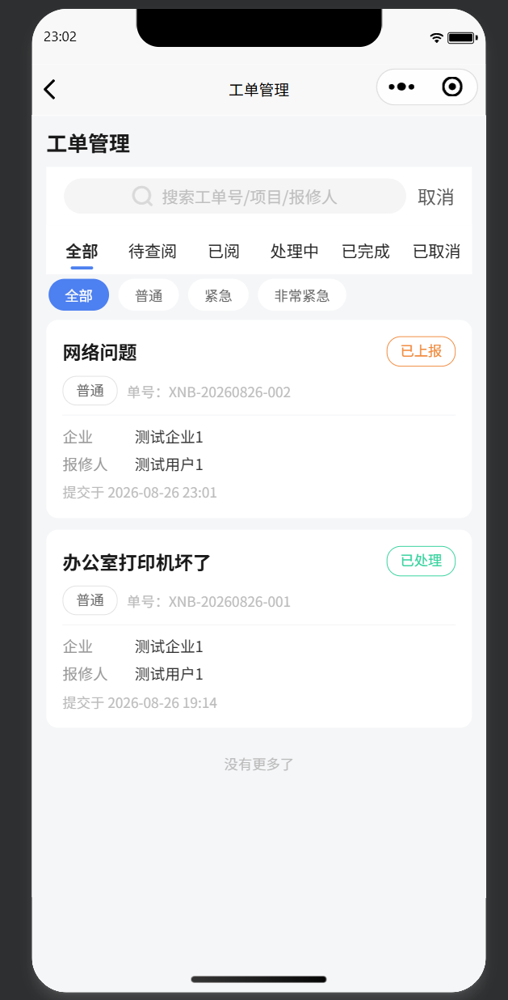 23:02
工单管理
工单管理
搜索工单号/项目/报修人 取消
全部 待查阅 已阅 处理中 已完成 已取消
全部 普通 紧急 非常紧急
网络问题 已上报
普通 单号：XNB-20260826-002
企业 测试企业1
报修人 测试用户1
提交于 2026-08-26 23:01
办公室打印机坏了 已处理
普通 单号：XNB-20260826-001
企业 测试企业1
报修人 测试用户1
提交于 2026-08-26 19:14
没有更多了